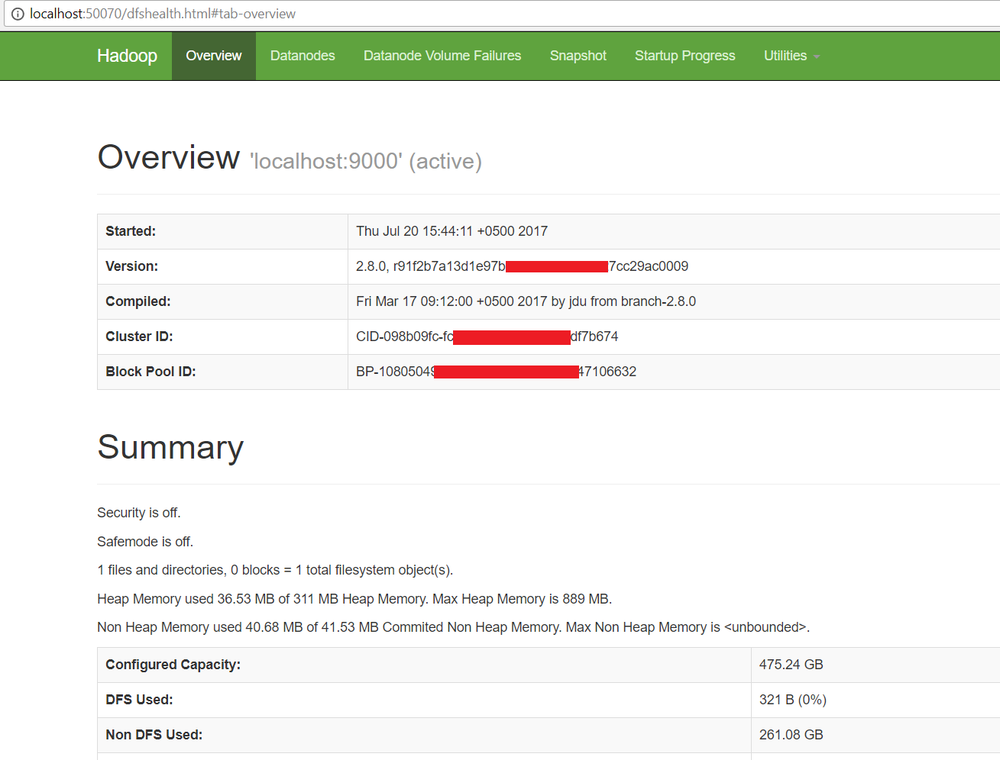 localhost:50070/dfshealth.html#tab-overview
Hadoop Overview Datanodes Datanode Volume Failures Snapshot Startup Progress Utilities
Overview 'localhost:9000' (active)
Started: Thu Jul 20 15:44:11 +0500 2017
Version: 2.8.0, r91f2b7a13d1e97b 7cc29ac0009
Compiled: Fri Mar 17 09:12:00 +0500 2017 by jdu from branch-2.8.0
Cluster ID: CID-098b09fc-fc df7b674
Block Pool ID: BP-10805049 47106632
Summary
Security is off.
Safemode is off.
1 files and directories, 0 blocks = 1 total filesystem object(s).
Heap Memory used 36.53 MB of 311 MB Heap Memory. Max Heap Memory is 889 MB.
Non Heap Memory used 40.68 MB of 41.53 MB Commited Non Heap Memory. Max Non Heap Memory is <unbounded>.
Configured Capacity: 475.24 GB
DFS Used: 321 B (0%)
Non DFS Used: 261.08 GB